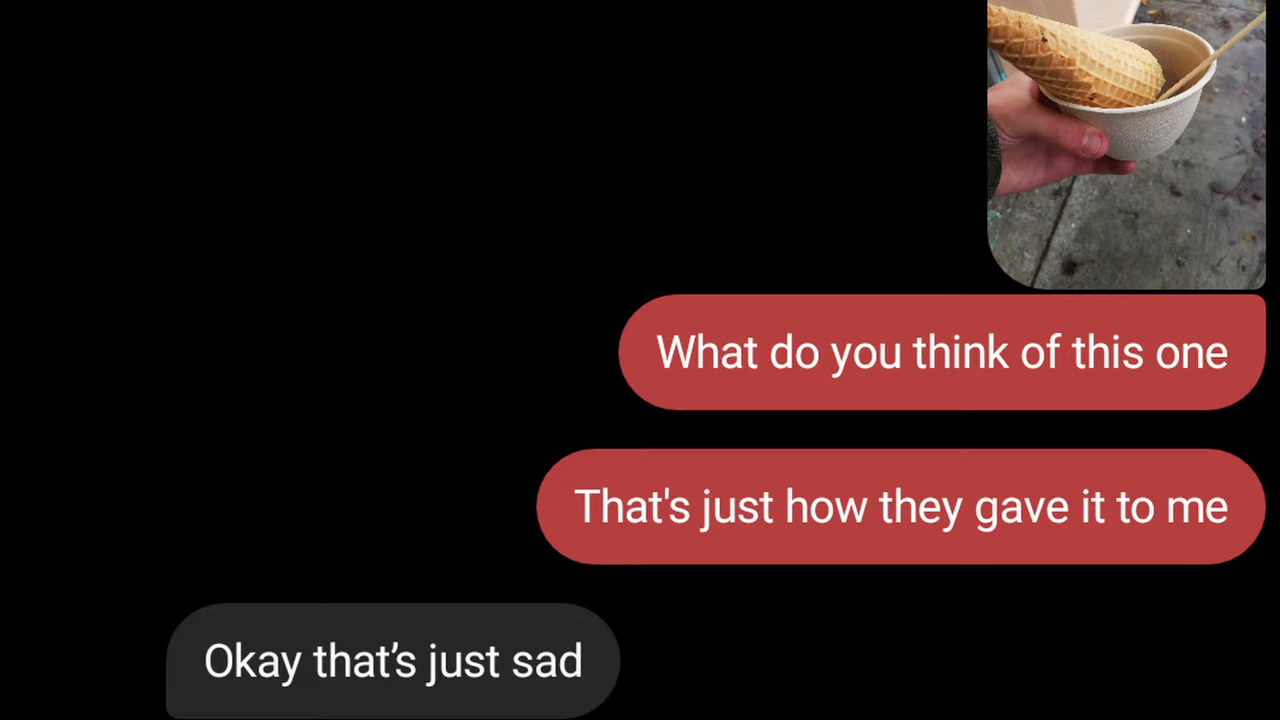 What do you think of this one
That's just how they gave it to me
Okay that’s just sad